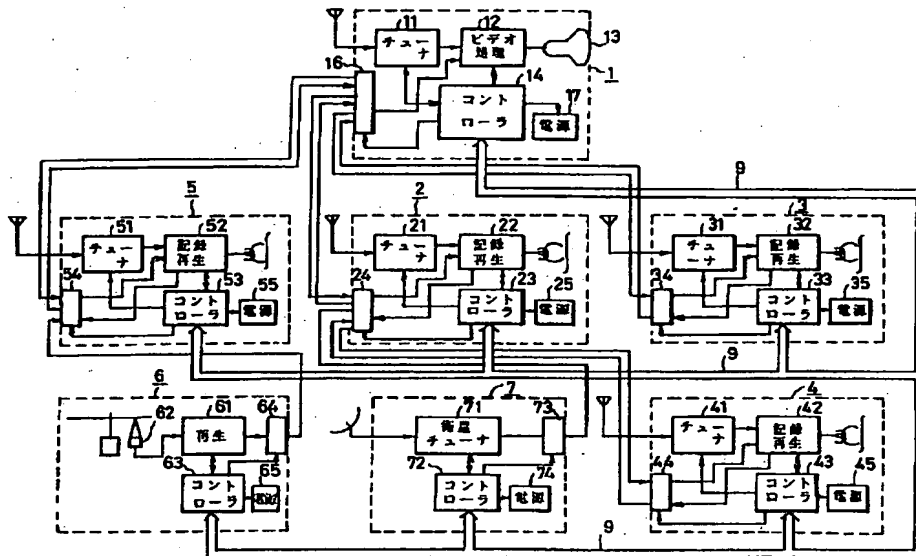 11
12
チューナ
ビデオ
処理
13
16
14
1
コント
ローラ
17
電源
9
5
51
52
チュー
ナ
記録
再生
54
53
55
コント
ローラ
電源
2
21
22
チュー
ナ
記録
再生
24
23
25
コント
ローラ
電源
3
31
32
チュ
ーナ
記録
再生
34
33
35
コント
ローラ
電源
9
6
62
61
64
再生
63
65
コント
ローラ
電源
7
71
73
衛星
チューナ
72
74
コント
ローラ
電源
4
41
42
チュー
ナ
記録
再生
44
43
45
コント
ローラ
電源
9